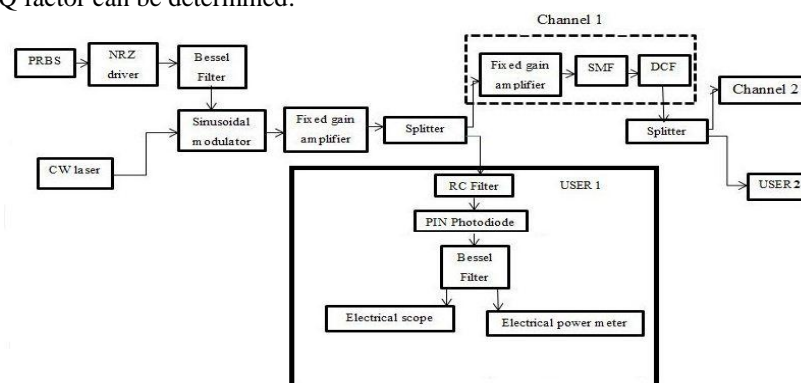 Q factor can be determined.
Channel 1
PRBS
NRZ
driver
Bessel
Filter
Fixed gain
amplifier
SMF
DCF
Channel 2
Sinusoidal
modulator
Fixed gain
amplifier
Splitter
Splitter
CW laser
RC Filter
USER 1
USER 2
PIN Photodiode
Bessel
Filter
Electrical scope
Electrical power meter